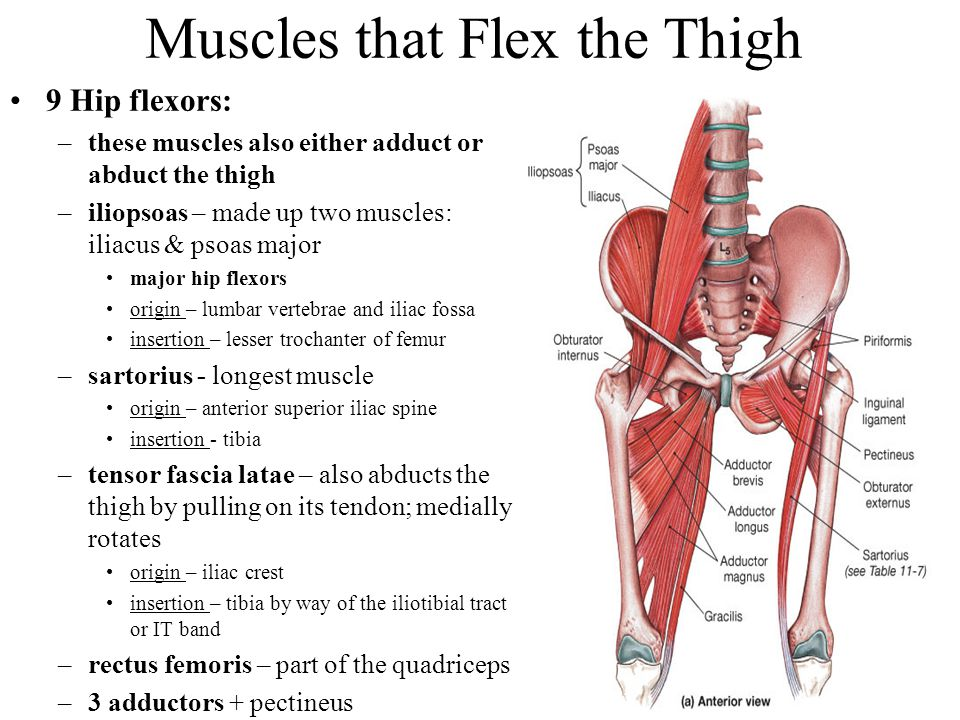 Muscles that Flex the Thigh
• 9 Hip flexors:
– these muscles also either adduct or
abduct the thigh
– iliopsoas – made up two muscles:
iliacus & psoas major
• major hip flexors
• origin – lumbar vertebrae and iliac fossa
• insertion – lesser trochanter of femur
– sartorius - longest muscle
• origin – anterior superior iliac spine
• insertion - tibia
– tensor fascia latae – also abducts the
thigh by pulling on its tendon; medially
rotates
• origin – iliac crest
• insertion – tibia by way of the iliotibial tract
or IT band
– rectus femoris – part of the quadriceps
– 3 adductors + pectineus
Iliopsoas
Psoas
major
Iliacus
L5
Obturator
internus
Piriformis
Inguinal
ligament
Pectineus
Obturator
externus
Adductor
brevis
Adductor
longus
Adductor
magnus
Gracilis
Sartorius
(see Table 11-7)
(a) Anterior view